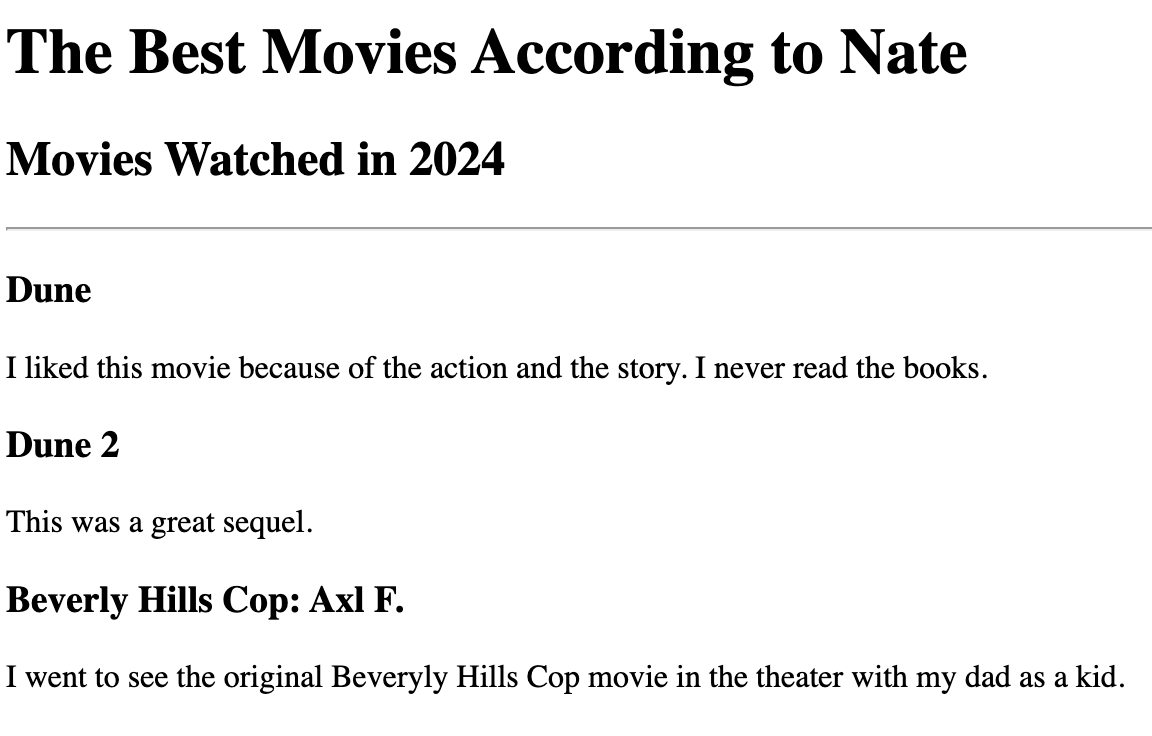 The Best Movies According to Nate
Movies Watched in 2024
Dune
I liked this movie because of the action and the story. I never read the books.
Dune 2
This was a great sequel.
Beverly Hills Cop: Axl F.
I went to see the original Beveryly Hills Cop movie in the theater with my dad as a kid.